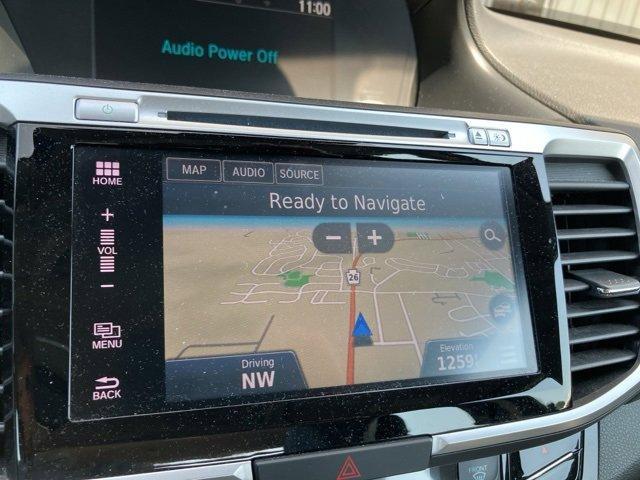 11:00
Audio Power Off
MAP AUDIO SOURCE
HOME
Ready to Navigate
+
VOL
-
- +
26
MENU
Driving
NW
Elevation
1259'
BACK
FRONT